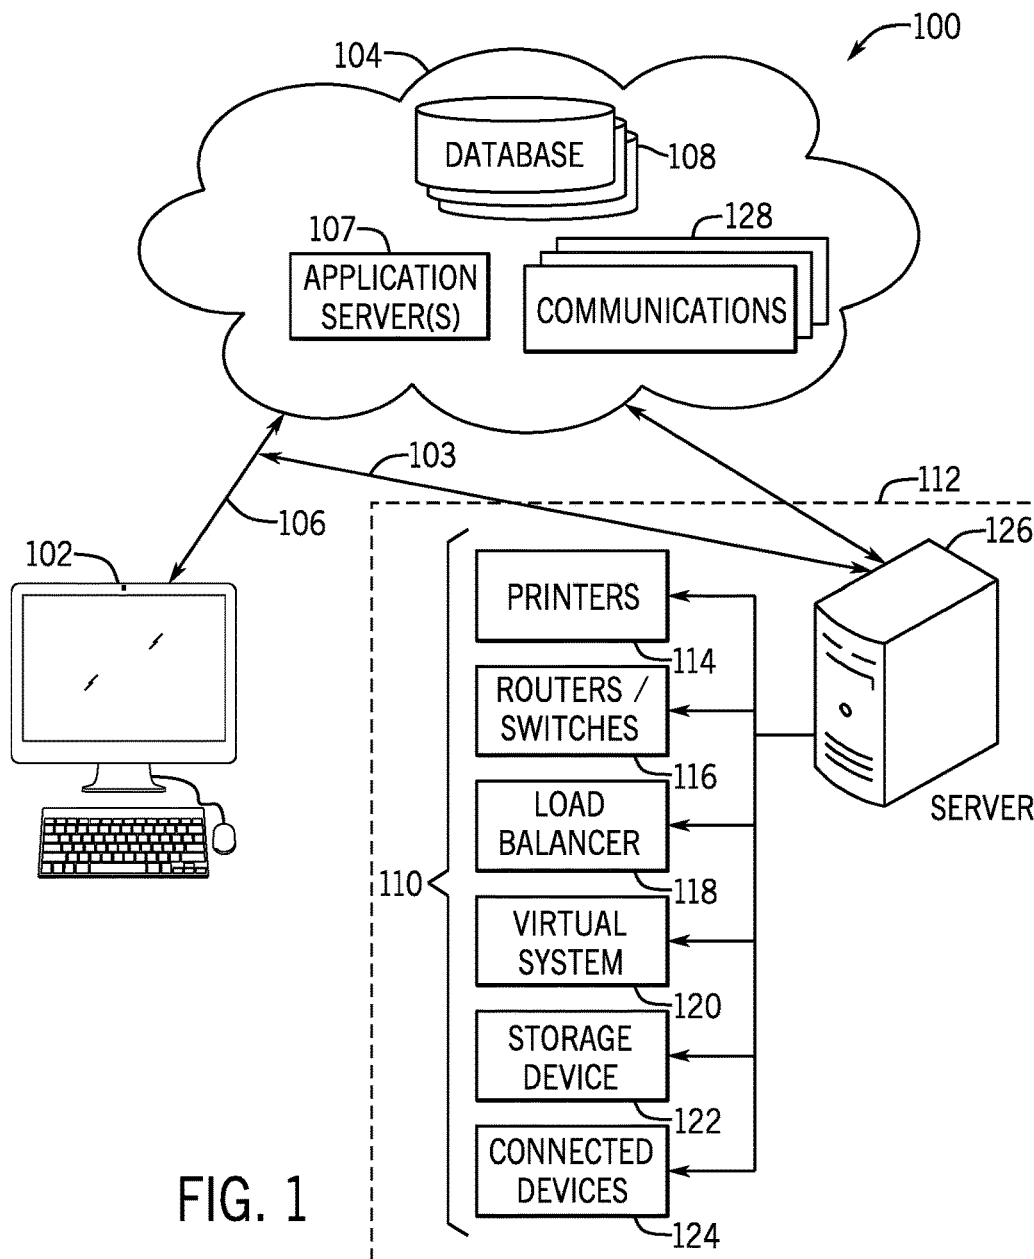 100
104
DATABASE
108
107
128
APPLICATION
SERVER(S)
COMMUNICATIONS
103
106
112
102
126
PRINTERS
114
ROUTERS /
SWITCHES
116
LOAD
BALANCER
SERVER
110
118
VIRTUAL
SYSTEM
120
STORAGE
DEVICE
122
CONNECTED
DEVICES
124
FIG. 1